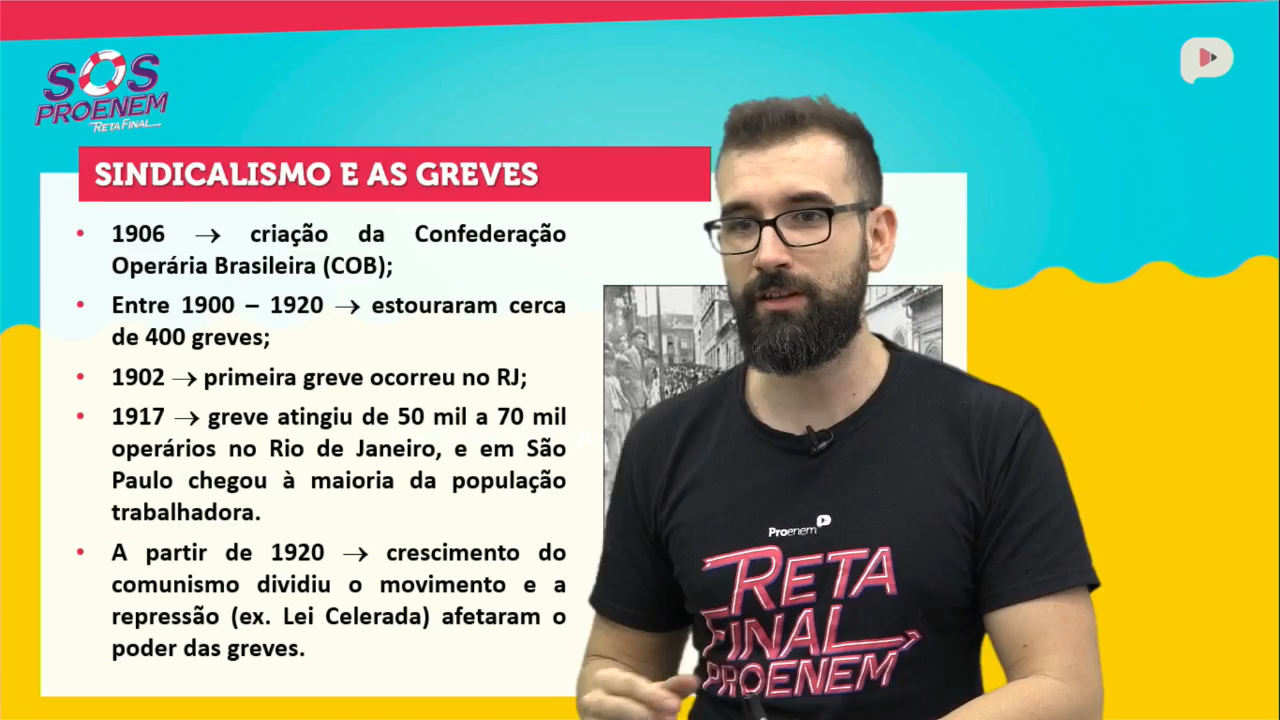 SOS
PROENEM
RETA FINAL
SINDICALISMO E AS GREVES
• 1906 → criação da Confederação
Operária Brasileira (COB);
• Entre 1900 – 1920 → estouraram cerca
de 400 greves;
• 1902 → primeira greve ocorreu no RJ;
• 1917 → greve atingiu de 50 mil a 70 mil
operários no Rio de Janeiro, e em São
Paulo chegou à maioria da população
trabalhadora.
• A partir de 1920 → crescimento do
comunismo dividiu o movimento e a
repressão (ex. Lei Celerada) afetaram o
poder das greves.
Proenem
RETA
FINAL
PROENEM